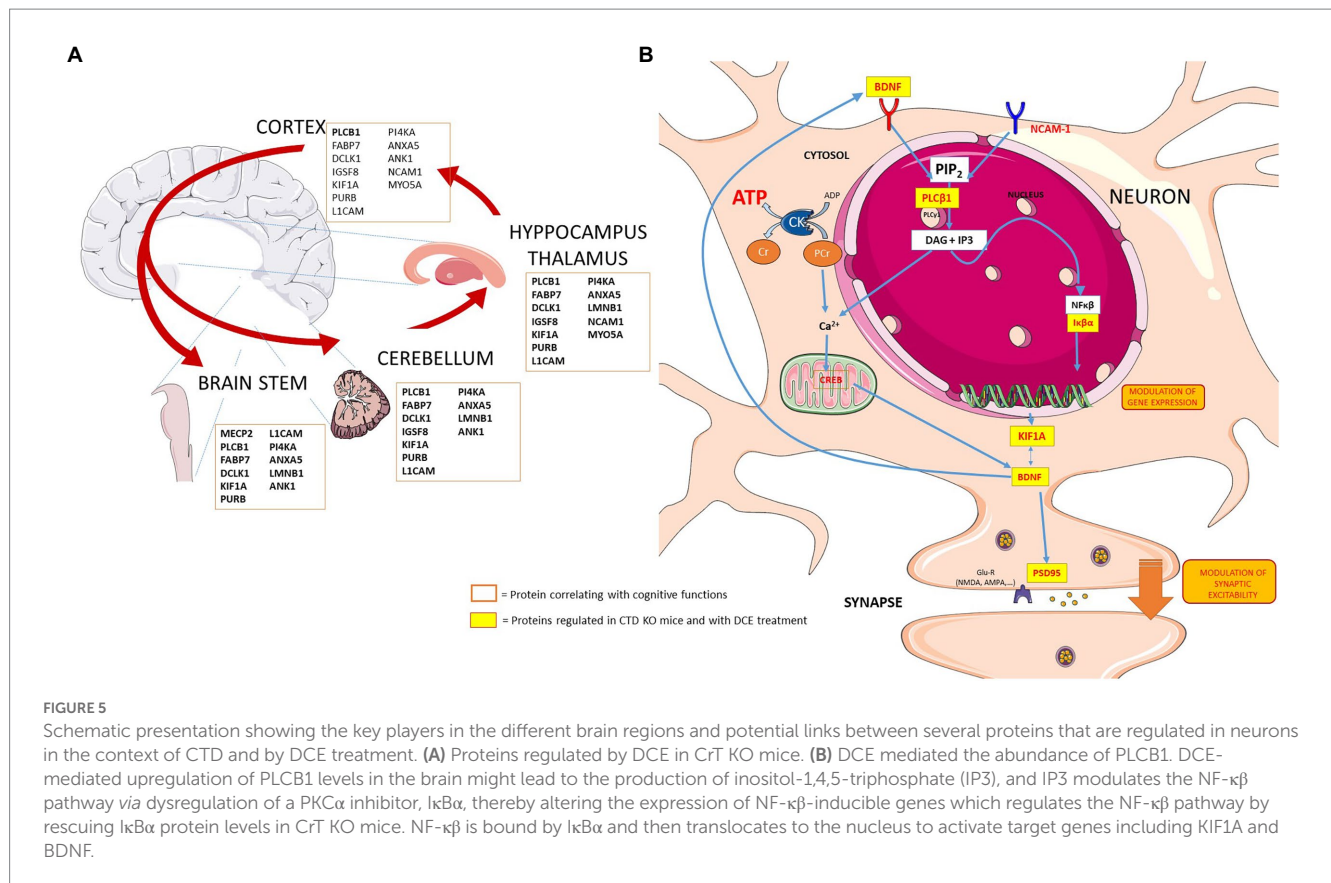 A
CORTEX
PLCB1 PI4KA
FABP7 ANXA5
DCLK1 ANK1
IGSF8 NCAM1
KIF1A MYO5A
PURB
L1CAM
HYPPOCAMPUS
THALAMUS
PLCB1 PI4KA
FABP7 ANXA5
DCLK1 LMNB1
IGSF8 NCAM1
KIF1A MYO5A
PURB
L1CAM
CEREBELLUM
PLCB1 PI4KA
FABP7 ANXA5
DCLK1 LMNB1
IGSF8 ANK1
KIF1A
PURB
L1CAM
BRAIN STEM
MECP2 L1CAM
PLCB1 PI4KA
FABP7 ANXA5
DCLK1 LMNB1
KIF1A ANK1
PURB
B
BDNF
NCAM-1
CYTOSOL
PIP2
NUCLEUS
NEURON
PLCβ1
PLCγ1
DAG + IP3
ATP
ADP
CK
Cr
PCr
NFκβ
Iκβα
Ca2+
CREB
MODULATION OF
GENE EXPRESSION
KIF1A
BDNF
PSD95
Glu-R
(NMDA, AMPA,...)
SYNAPSE
MODULATION OF
SYNAPTIC
EXCITABILITY
= Protein correlating with cognitive functions
= Proteins regulated in CTD KO mice and with DCE treatment
FIGURE 5
Schematic presentation showing the key players in the different brain regions and potential links between several proteins that are regulated in neurons
in the context of CTD and by DCE treatment. (A) Proteins regulated by DCE in CrT KO mice. (B) DCE mediated the abundance of PLCB1. DCE-
mediated upregulation of PLCB1 levels in the brain might lead to the production of inositol-1,4,5-triphosphate (IP3), and IP3 modulates the NF-κβ
pathway via dysregulation of a PKCα inhibitor, IκBα, thereby altering the expression of NF-κβ-inducible genes which regulates the NF-κβ pathway by
rescuing IκBα protein levels in CrT KO mice. NF-κβ is bound by IκBα and then translocates to the nucleus to activate target genes including KIF1A and
BDNF.